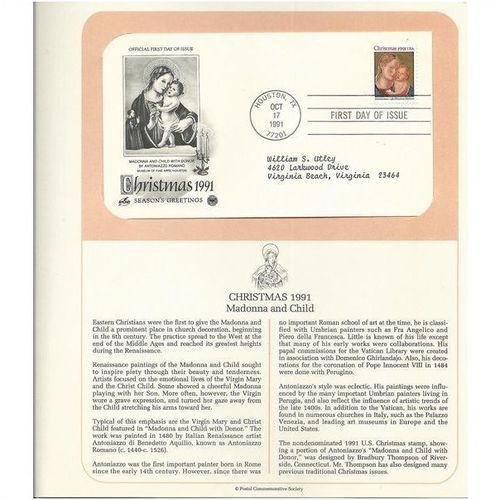 OFFICIAL FIRST DAY OF ISSUE
MADONNA AND CHILD WITH DONOR
BY ANTONIAZZO ROMANO
MUSEUM OF FINE ARTS, HOUSTON
Christmas 1991
SEASON'S GREETINGS
HOUSTON, TX
OCT
17
1991
77201
FIRST DAY OF ISSUE
Christmas 1991 USA
William S. Utley
4620 Larkwood Drive
Virginia Beach, Virginia 23464
CHRISTMAS 1991
Madonna and Child
Eastern Christians were the first to give the Madonna and
Child a prominent place in church decoration, beginning
in the 6th century. The practice spread to the West at
the end of the Middle Ages and reached its greatest heights
during the Renaissance.
Renaissance paintings of the Madonna and Child sought
to inspire piety through their beauty and tenderness.
Artists focused on the emotional lives of the Virgin Mary
and the Christ Child. Some showed a cheerful Madonna
playing with her Son. More often, however, the Virgin
wore a grave expression, and turned her gaze away from
the Child stretching his arms toward her.
Typical of this emphasis are the Virgin Mary and Christ
Child featured in "Madonna and Child with Donor." The
work was painted in 1480 by Italian Renaissance artist
Antoniazzo di Benedetto Aquilio, known as Antoniazzo
Romano (c. 1440-c. 1526).
Antoniazzo was the first important painter born in Rome
since the early 14th century. However, since there was
no important Roman school of art at the time, he is classi-
fied with Umbrian painters such as Fra Angelico and
Piero della Francesca. Little is known of his life except
that many of his early works were collaborations. His
papal commissions for the Vatican Library were created
in association with Domenico Ghirlandajo. Also, his deco-
rations for the coronation of Pope Innocent VIII in 1484
were done with Perugino.
Antoniazzo's style was eclectic. His paintings were influ-
enced by the many important Umbrian painters living in
Perugia, and also reflect the influence of artistic trends of
the late 1400s. In addition to the Vatican, his works are
found in numerous churches in Italy, such as the Palazzo
Venezia, and leading art museums in Europe and the
United States.
The nondenominated 1991 U.S. Christmas stamp, show-
ing a portion of Antoniazzo's "Madonna and Child with
Donor," was designed by Bradbury Thompson of River-
side, Connecticut. Mr. Thompson has also designed many
previous traditional Christmas issues.
© Postal Commemorative Society